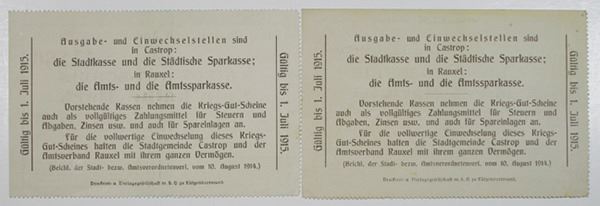 Gültig bis 1. Juli 1915.
Ausgabe- und Einwechselstellen sind
in Castrop:
die Stadtkasse und die Städtische Sparkasse;
in Rauxel:
die Amts- und die Amtssparkasse.
Vorstehende Kassen nehmen die Kriegs-Gut-Scheine
auch als vollgültiges Zahlungsmittel für Steuern und
Abgaben, Zinsen usw. und auch für Spareinlagen an.
Für die vollwertige Einwechselung dieses Kriegs-
Gut-Scheines haften die Stadtgemeinde Castrop und der
Amtsverband Rauxel mit ihrem ganzen Vermögen.
(Beschl. der Stadt- bezw. Amtsverordnetenvers. vom 10. August 1914.)
Druckerei u. Verlagsgesellschaft m. b. H. zu
Gültig bis 1. Juli 1915.
Gültig bis 1. Juli 1915.
Ausgabe- und Einwechselstellen sind
in Castrop:
die Stadtkasse und die Städtische Sparkasse;
in Rauxel:
die Amts- und die Amtssparkasse.
Vorstehende Kassen nehmen die Kriegs-Gut-Scheine
auch als vollgültiges Zahlungsmittel für Steuern und
Abgaben, Zinsen usw. und auch für Spareinlagen an.
Für die vollwertige Einwechselung dieses Kriegs-
Gut-Scheines haften die Stadtgemeinde Castrop und der
Amtsverband Rauxel mit ihrem ganzen Vermögen.
(Beschl. der Stadt- bezw. Amtsverordnetenvers. vom 10. August 1914.)
Druckerei u. Verlagsgesellschaft m. b. H. zu
Gültig bis 1. Juli 1915.